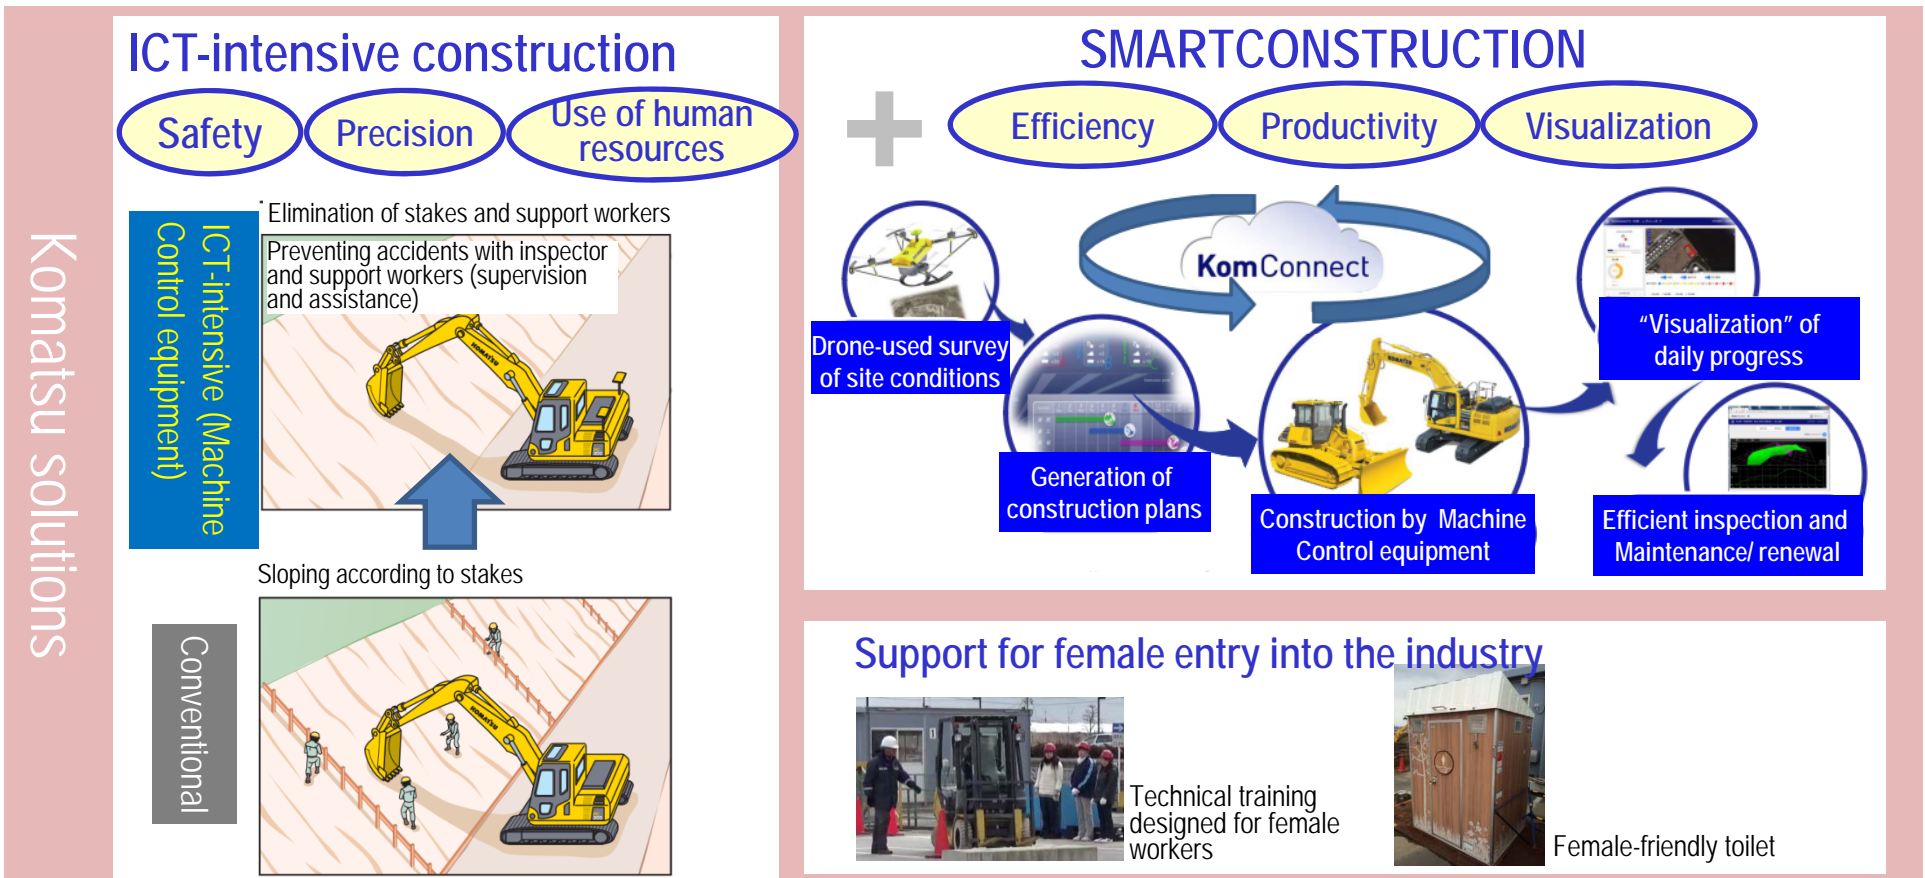 Komatsu solutions
ICT-intensive construction
Safety
Precision
Use of human
resources
ICT-intensive (Machine
Control equipment)
Elimination of stakes and support workers
Preventing accidents with inspector
and support workers (supervision
and assistance)
KOMATSU
Sloping according to stakes
Conventional
KOMATSU
SMARTCONSTRUCTION
+
Efficiency
Productivity
Visualization
KomConnect
Drone-used survey
of site conditions
Generation of
construction plans
KOMATSU
Construction by Machine
Control equipment
“Visualization” of
daily progress
Efficient inspection and
Maintenance/ renewal
Support for female entry into the industry
1
Technical training
designed for female
workers
Female-friendly toilet